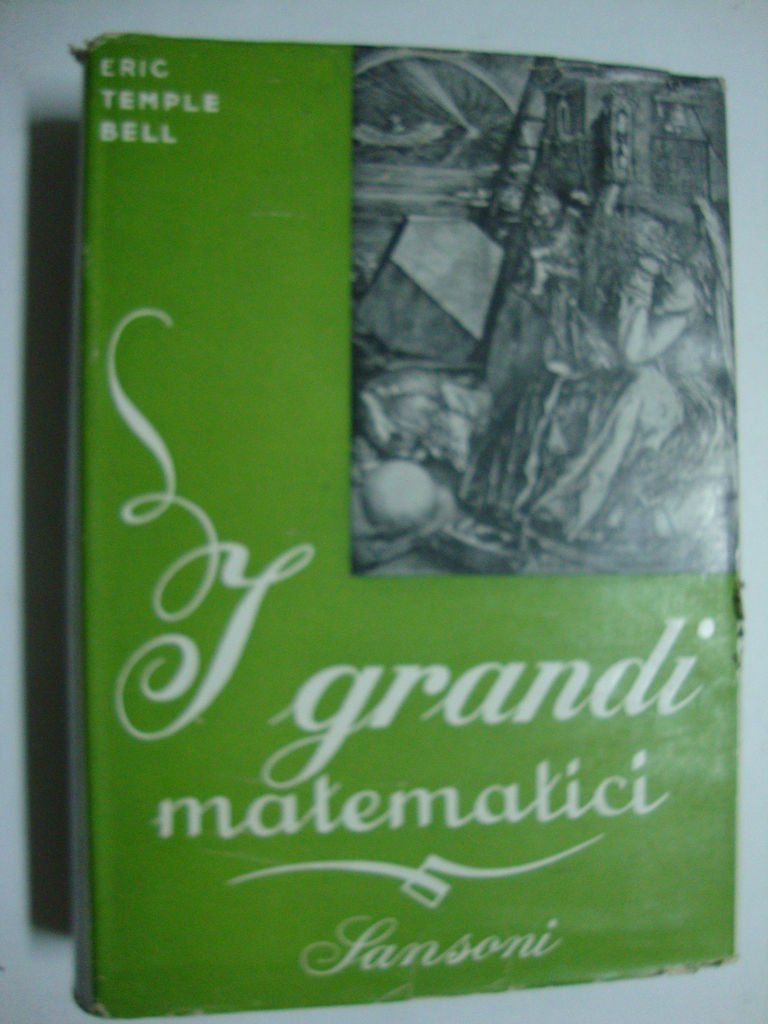 ERIC
TEMPLE
BELL
I grandi
matematici
Sansoni